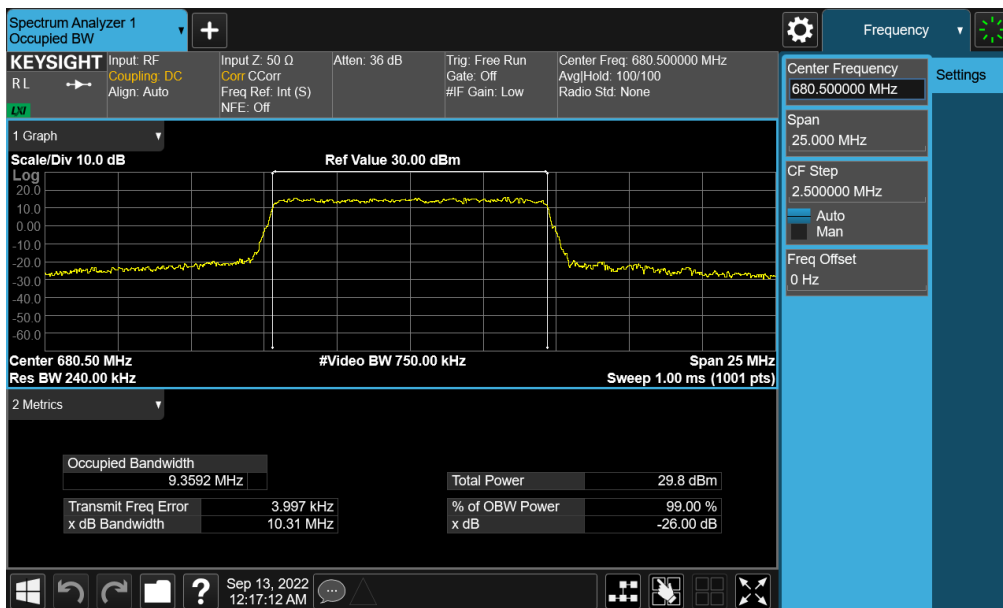 Spectrum Analyzer 1
Occupied BW
+
Frequency
KEYSIGHT
R L
LXI
Input: RF
Coupling: DC
Align: Auto
Input Z: 50 Ω
Corr CCorr
Freq Ref: Int (S)
NFE: Off
Atten: 36 dB
Trig: Free Run
Gate: Off
#IF Gain: Low
Center Freq: 680.500000 MHz
Avg|Hold: 100/100
Radio Std: None
Center Frequency
680.500000 MHz
Settings
Span
25.000 MHz
CF Step
2.500000 MHz
Auto
Man
Freq Offset
0 Hz
1 Graph
Scale/Div 10.0 dB
Ref Value 30.00 dBm
Log
20.0
10.0
0.00
-10.0
-20.0
-30.0
-40.0
-50.0
-60.0
Center 680.50 MHz
#Video BW 750.00 kHz
Span 25 MHz
Res BW 240.00 kHz
Sweep 1.00 ms (1001 pts)
2 Metrics
Occupied Bandwidth
9.3592 MHz
Total Power 29.8 dBm
Transmit Freq Error 3.997 kHz
% of OBW Power 99.00 %
x dB Bandwidth 10.31 MHz
x dB -26.00 dB
?
Sep 13, 2022
12:17:12 AM